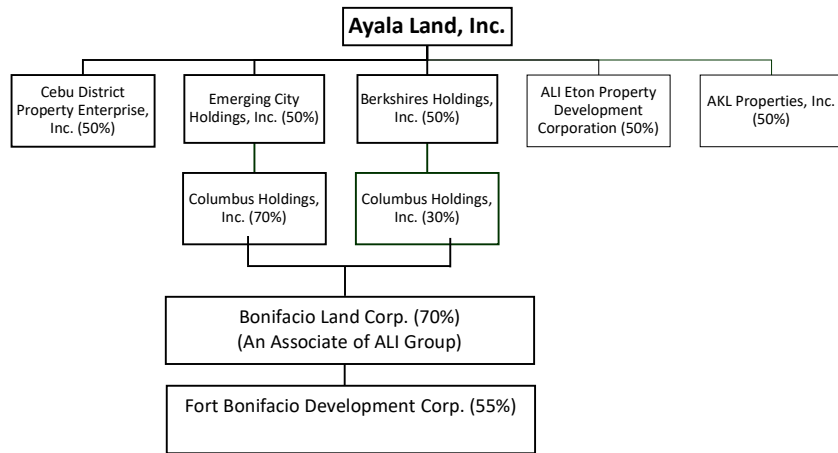 Ayala Land, Inc.
Cebu District
Property Enterprise,
Inc. (50%)
Emerging City
Holdings, Inc. (50%)
Berkshires Holdings,
Inc. (50%)
ALI Eton Property
Development
Corporation (50%)
AKL Properties, Inc.
(50%)
Columbus Holdings,
Inc. (70%)
Columbus Holdings,
Inc. (30%)
Bonifacio Land Corp. (70%)
(An Associate of ALI Group)
Fort Bonifacio Development Corp. (55%)